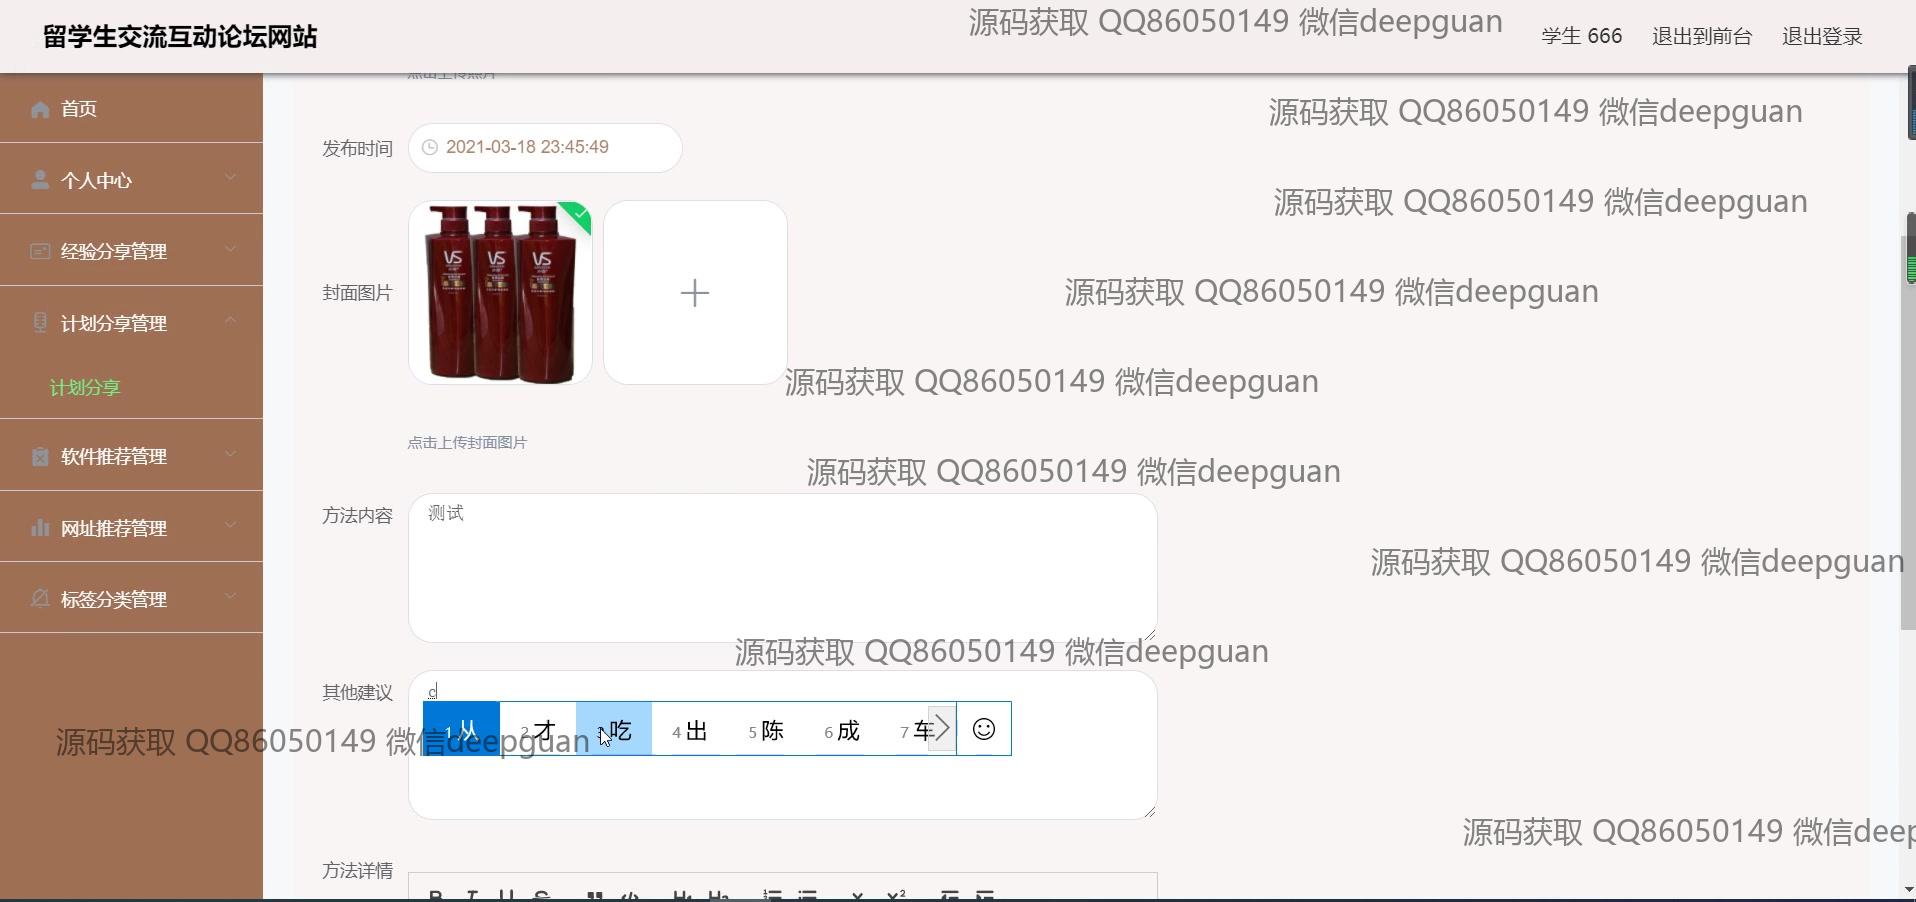 留学生交流互动论坛网站
源码获取 QQ86050149 微信deepguan
学生 666
退出到前台
退出登录
点击上传照片
首页
源码获取 QQ86050149 微信deepguan
发布时间
2021-03-18 23:45:49
个人中心
源码获取 QQ86050149 微信deepguan
经验分享管理
VS VS VS
封面图片
源码获取 QQ86050149 微信deepguan
计划分享管理
计划分享
源码获取 QQ86050149 微信deepguan
点击上传封面图片
软件推荐管理
源码获取 QQ86050149 微信deepguan
方法内容
测试
网址推荐管理
源码获取 QQ86050149 微信deepguan
标签分类管理
源码获取 QQ86050149 微信deepguan
其他建议
c
1 从 2 才 3 吃 4 出 5 陈 6 成 7 车
源码获取 QQ86050149 微信deepguan
源码获取 QQ86050149 微信deep
方法详情
B I U S H1 H2